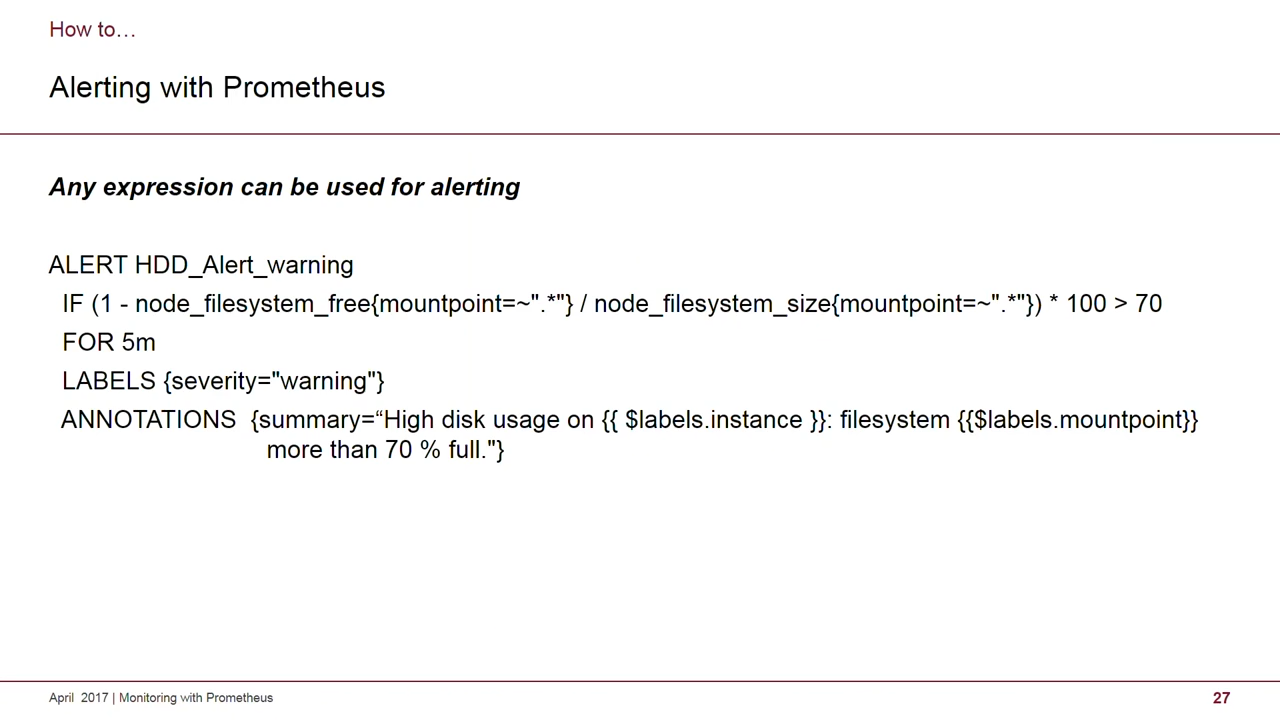 How to…
Alerting with Prometheus
Any expression can be used for alerting
ALERT HDD_Alert_warning
IF (1 - node_filesystem_free{mountpoint=~".*"} / node_filesystem_size{mountpoint=~".*"}) * 100 > 70
FOR 5m
LABELS {severity="warning"}
ANNOTATIONS  {summary=“High disk usage on {{ $labels.instance }}: filesystem {{$labels.mountpoint}}
more than 70 % full."}
April  2017 | Monitoring with Prometheus
27